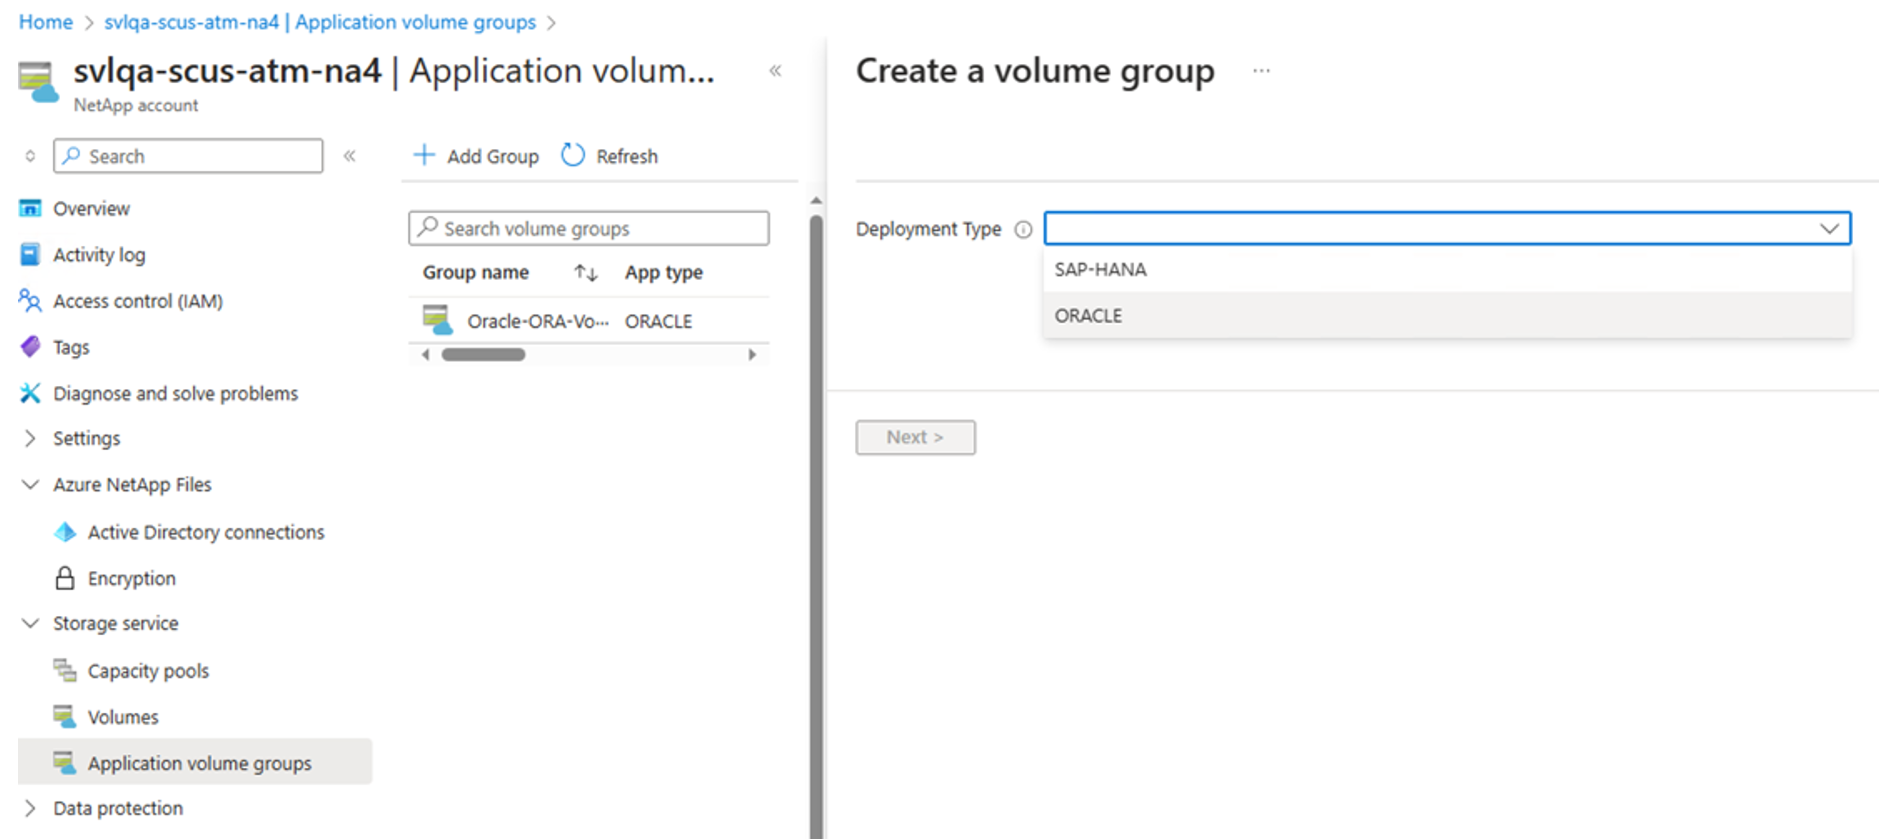 Home > svlqa-scus-atm-na4 | Application volume groups >
svlqa-scus-atm-na4 | Application volum...
NetApp account
Search
Overview
Activity log
Access control (IAM)
Tags
Diagnose and solve problems
Settings
Azure NetApp Files
Active Directory connections
Encryption
Storage service
Capacity pools
Volumes
Application volume groups
Data protection
Add Group Refresh
Search volume groups
Group name App type
Oracle-ORA-Vo... ORACLE
Create a volume group ...
Deployment Type
SAP-HANA
ORACLE
Next >